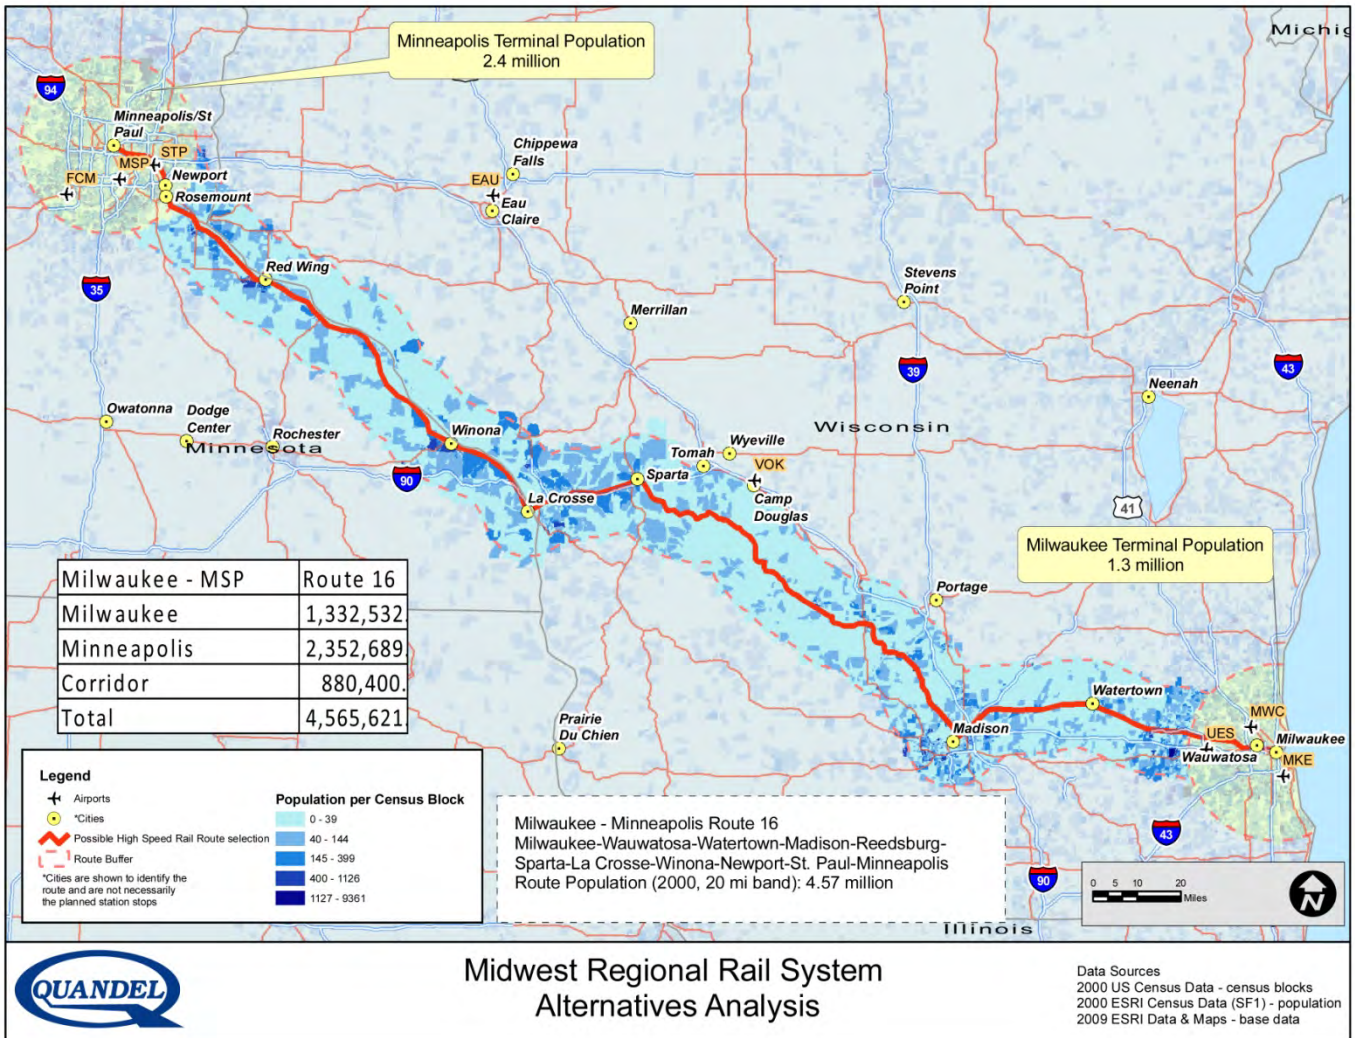 Michig
Minneapolis Terminal Population
2.4 million
94
Minneapolis/St
Paul
STP
MSP
FCM
Newport
Rosemount
Chippewa
Falls
EAU
Eau
Claire
35
Red Wing
Stevens
Point
Merrillan
39
43
Neenah
Owatonna
Dodge
Center
Rochester
Minnesota
Winona
Wisconsin
Wyeville
Tomah
VOK
90
Sparta
Camp
Douglas
La Crosse
41
Milwaukee Terminal Population
1.3 million
Portage
Milwaukee - MSP Route 16
Milwaukee 1,332,532.
Minneapolis 2,352,689.
Corridor 880,400.
Total 4,565,621.
Prairie
Du Chien
Watertown
Madison
MWC
UES
Milwaukee
Wauwatosa
MKE
43
90
Legend
Airports
*Cities
Possible High Speed Rail Route selection
Route Buffer
*Cities are shown to identify the
route and are not necessarily
the planned station stops
Population per Census Block
0 - 39
40 - 144
145 - 399
400 - 1126
1127 - 9361
Milwaukee - Minneapolis Route 16
Milwaukee-Wauwatosa-Watertown-Madison-Reedsburg-
Sparta-La Crosse-Winona-Newport-St. Paul-Minneapolis
Route Population (2000, 20 mi band): 4.57 million
0 5 10 20
Miles
N
Illinois
QUANDEL
Midwest Regional Rail System
Alternatives Analysis
Data Sources
2000 US Census Data - census blocks
2000 ESRI Census Data (SF1) - population
2009 ESRI Data & Maps - base data